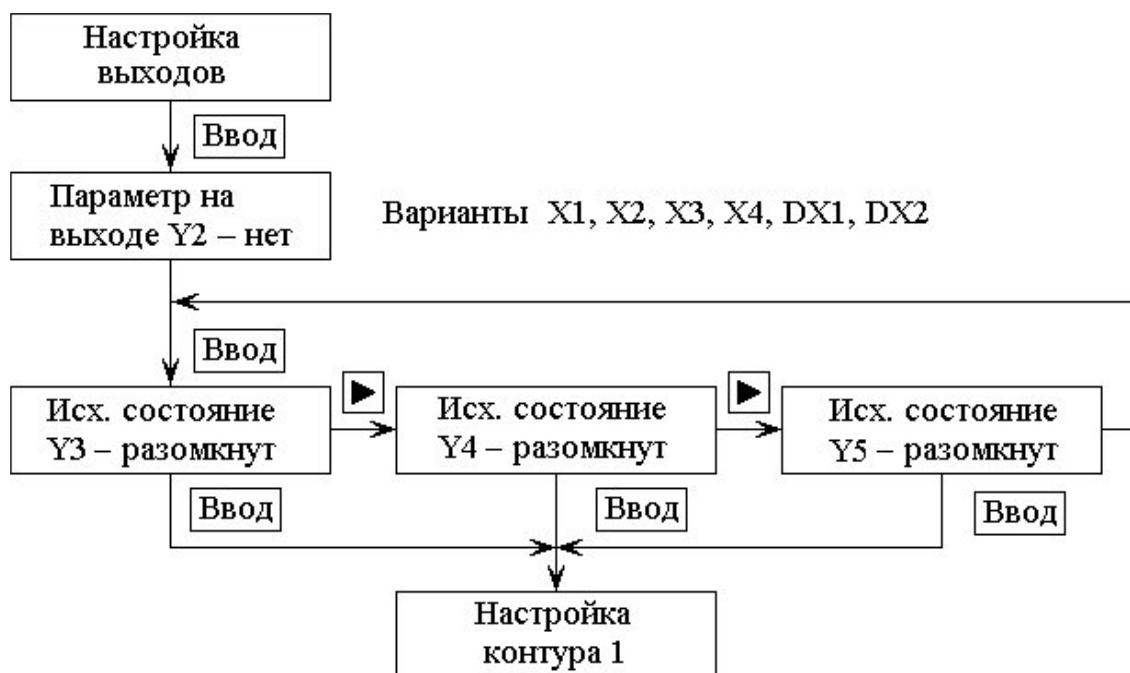 Настройка
выходов
Ввод
Параметр на
выходе Y2 – нет
Варианты X1, X2, X3, X4, DX1, DX2
Ввод
Исх. состояние
Y3 – разомкнут
Исх. состояние
Y4 – разомкнут
Исх. состояние
Y5 – разомкнут
Ввод
Ввод
Ввод
Настройка
контура 1